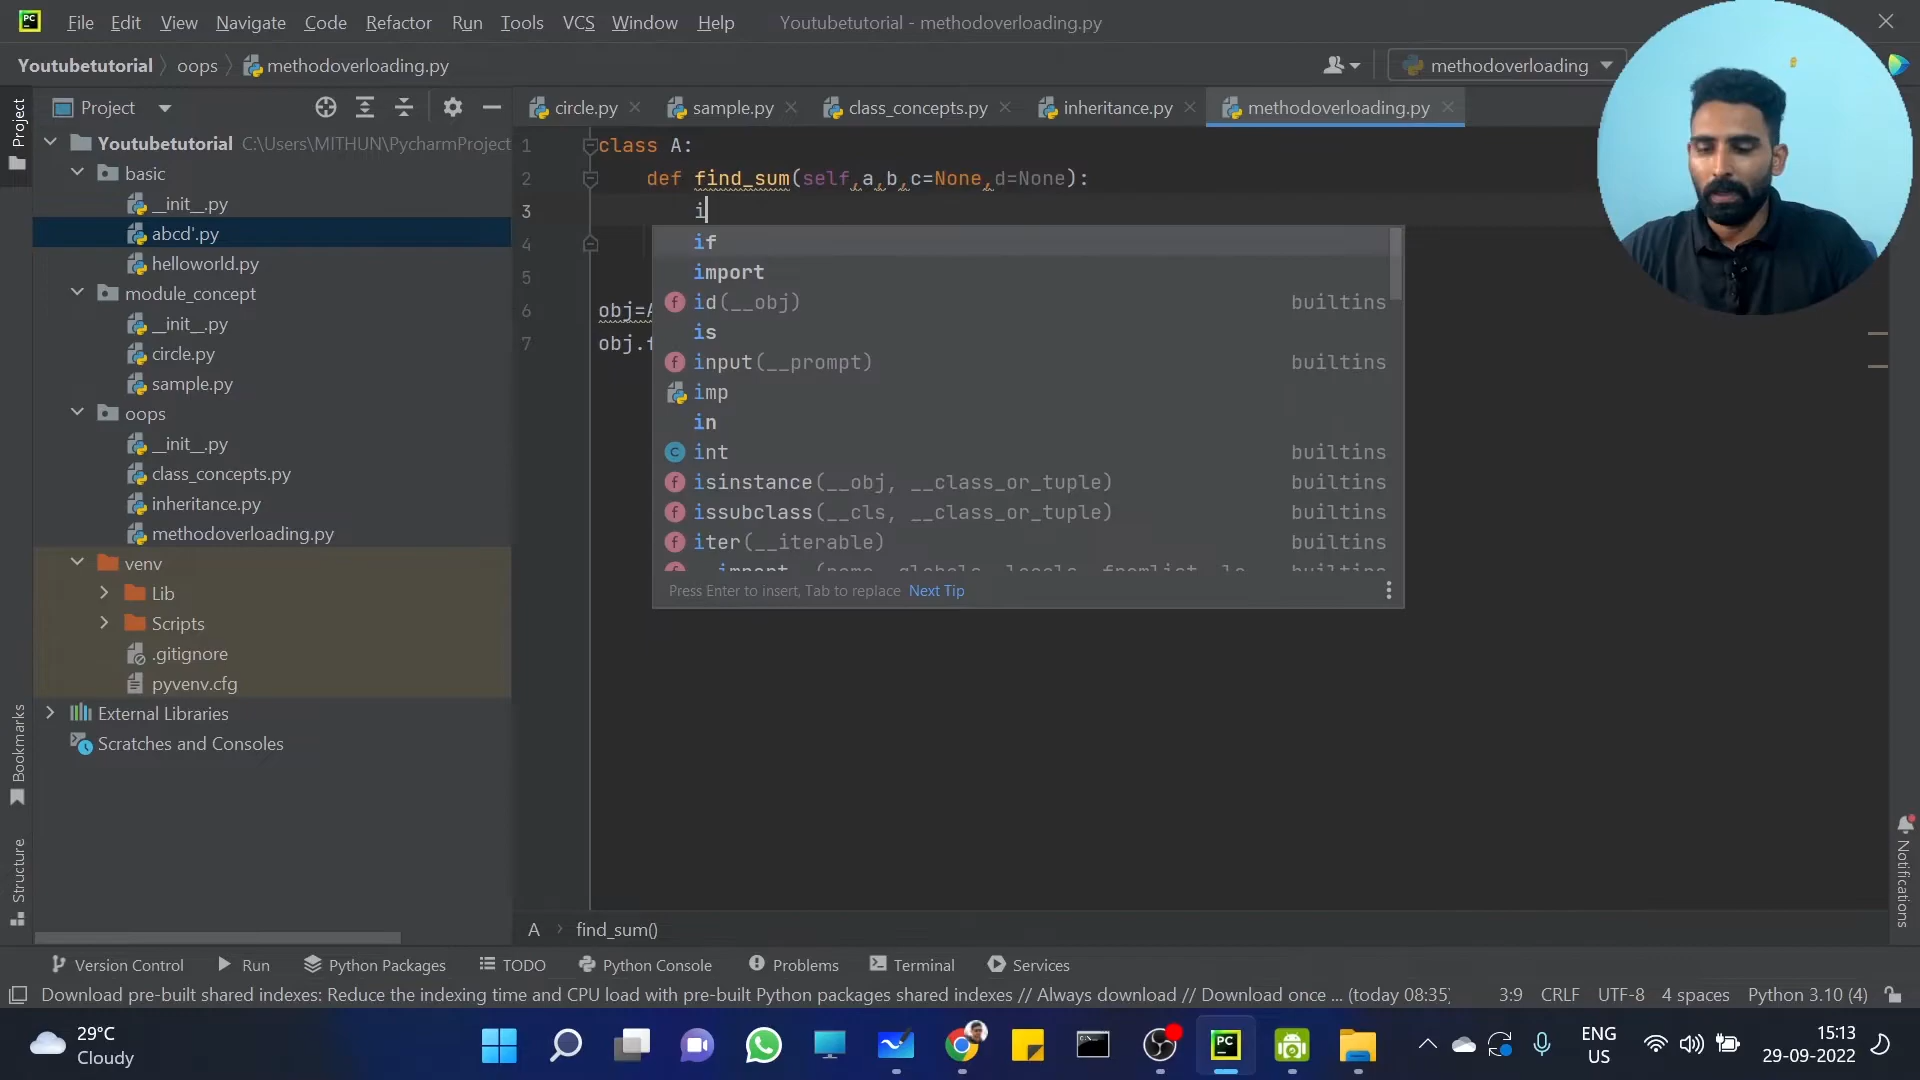 File Edit View Navigate Code Refactor Run Tools VCS Window Help Youtubetutorial - methodoverloading.py
Youtubetutorial oops methodoverloading.py methodoverloading
Project
circle.py sample.py class_concepts.py inheritance.py methodoverloading.py
Project
Youtubetutorial C:\Users\MITHUN\PycharmProject
basic
__init__.py
abcd'.py
helloworld.py
module_concept
__init__.py
circle.py
sample.py
oops
__init__.py
class_concepts.py
inheritance.py
methodoverloading.py
venv
Lib
Scripts
.gitignore
pyvenv.cfg
External Libraries
Scratches and Consoles
Bookmarks
Structure
1 class A:
2 def find_sum(self,a,b,c=None,d=None):
3 i
4
5
6 obj=A
7 obj.f
if
import
id(__obj) builtins
is
input(__prompt) builtins
imp
in
int builtins
isinstance(__obj, __class_or_tuple) builtins
issubclass(__cls, __class_or_tuple) builtins
iter(__iterable) builtins
Press Enter to insert, Tab to replace Next Tip
Notifications
A find_sum()
Version Control Run Python Packages TODO Python Console Problems Terminal Services
Download pre-built shared indexes: Reduce the indexing time and CPU load with pre-built Python packages shared indexes // Always download // Download once ... (today 08:35) 3:9 CRLF UTF-8 4 spaces Python 3.10 (4)
29°C
Cloudy
ENG
US
15:13
29-09-2022